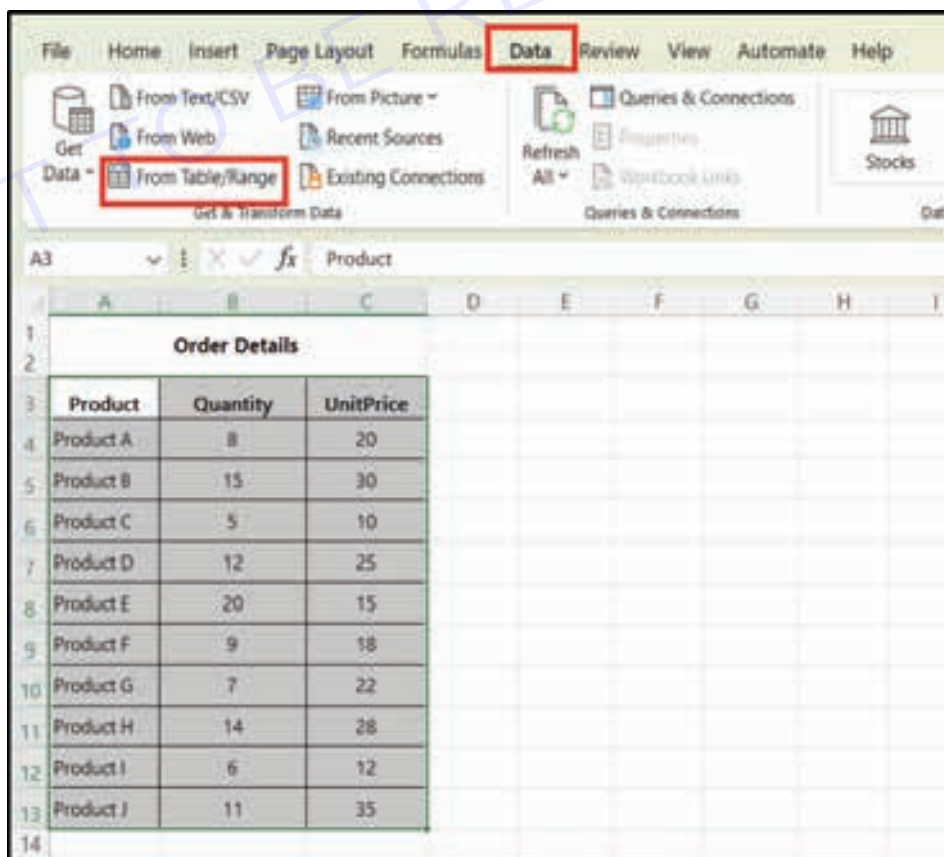 File Home Insert Page Layout Formulas Data Review View Automate Help
Get Data
From Text/CSV
From Web
From Table/Range
From Picture
Recent Sources
Existing Connections
Get & Transform Data
Refresh All
Queries & Connections
Properties
Workbook Links
Queries & Connections
Stocks
Dat
A3 fx Product
A B C D E F G H I
1
2 Order Details
3 Product Quantity UnitPrice
4 Product A 8 20
5 Product B 15 30
6 Product C 5 10
7 Product D 12 25
8 Product E 20 15
9 Product F 9 18
10 Product G 7 22
11 Product H 14 28
12 Product I 6 12
13 Product J 11 35
14